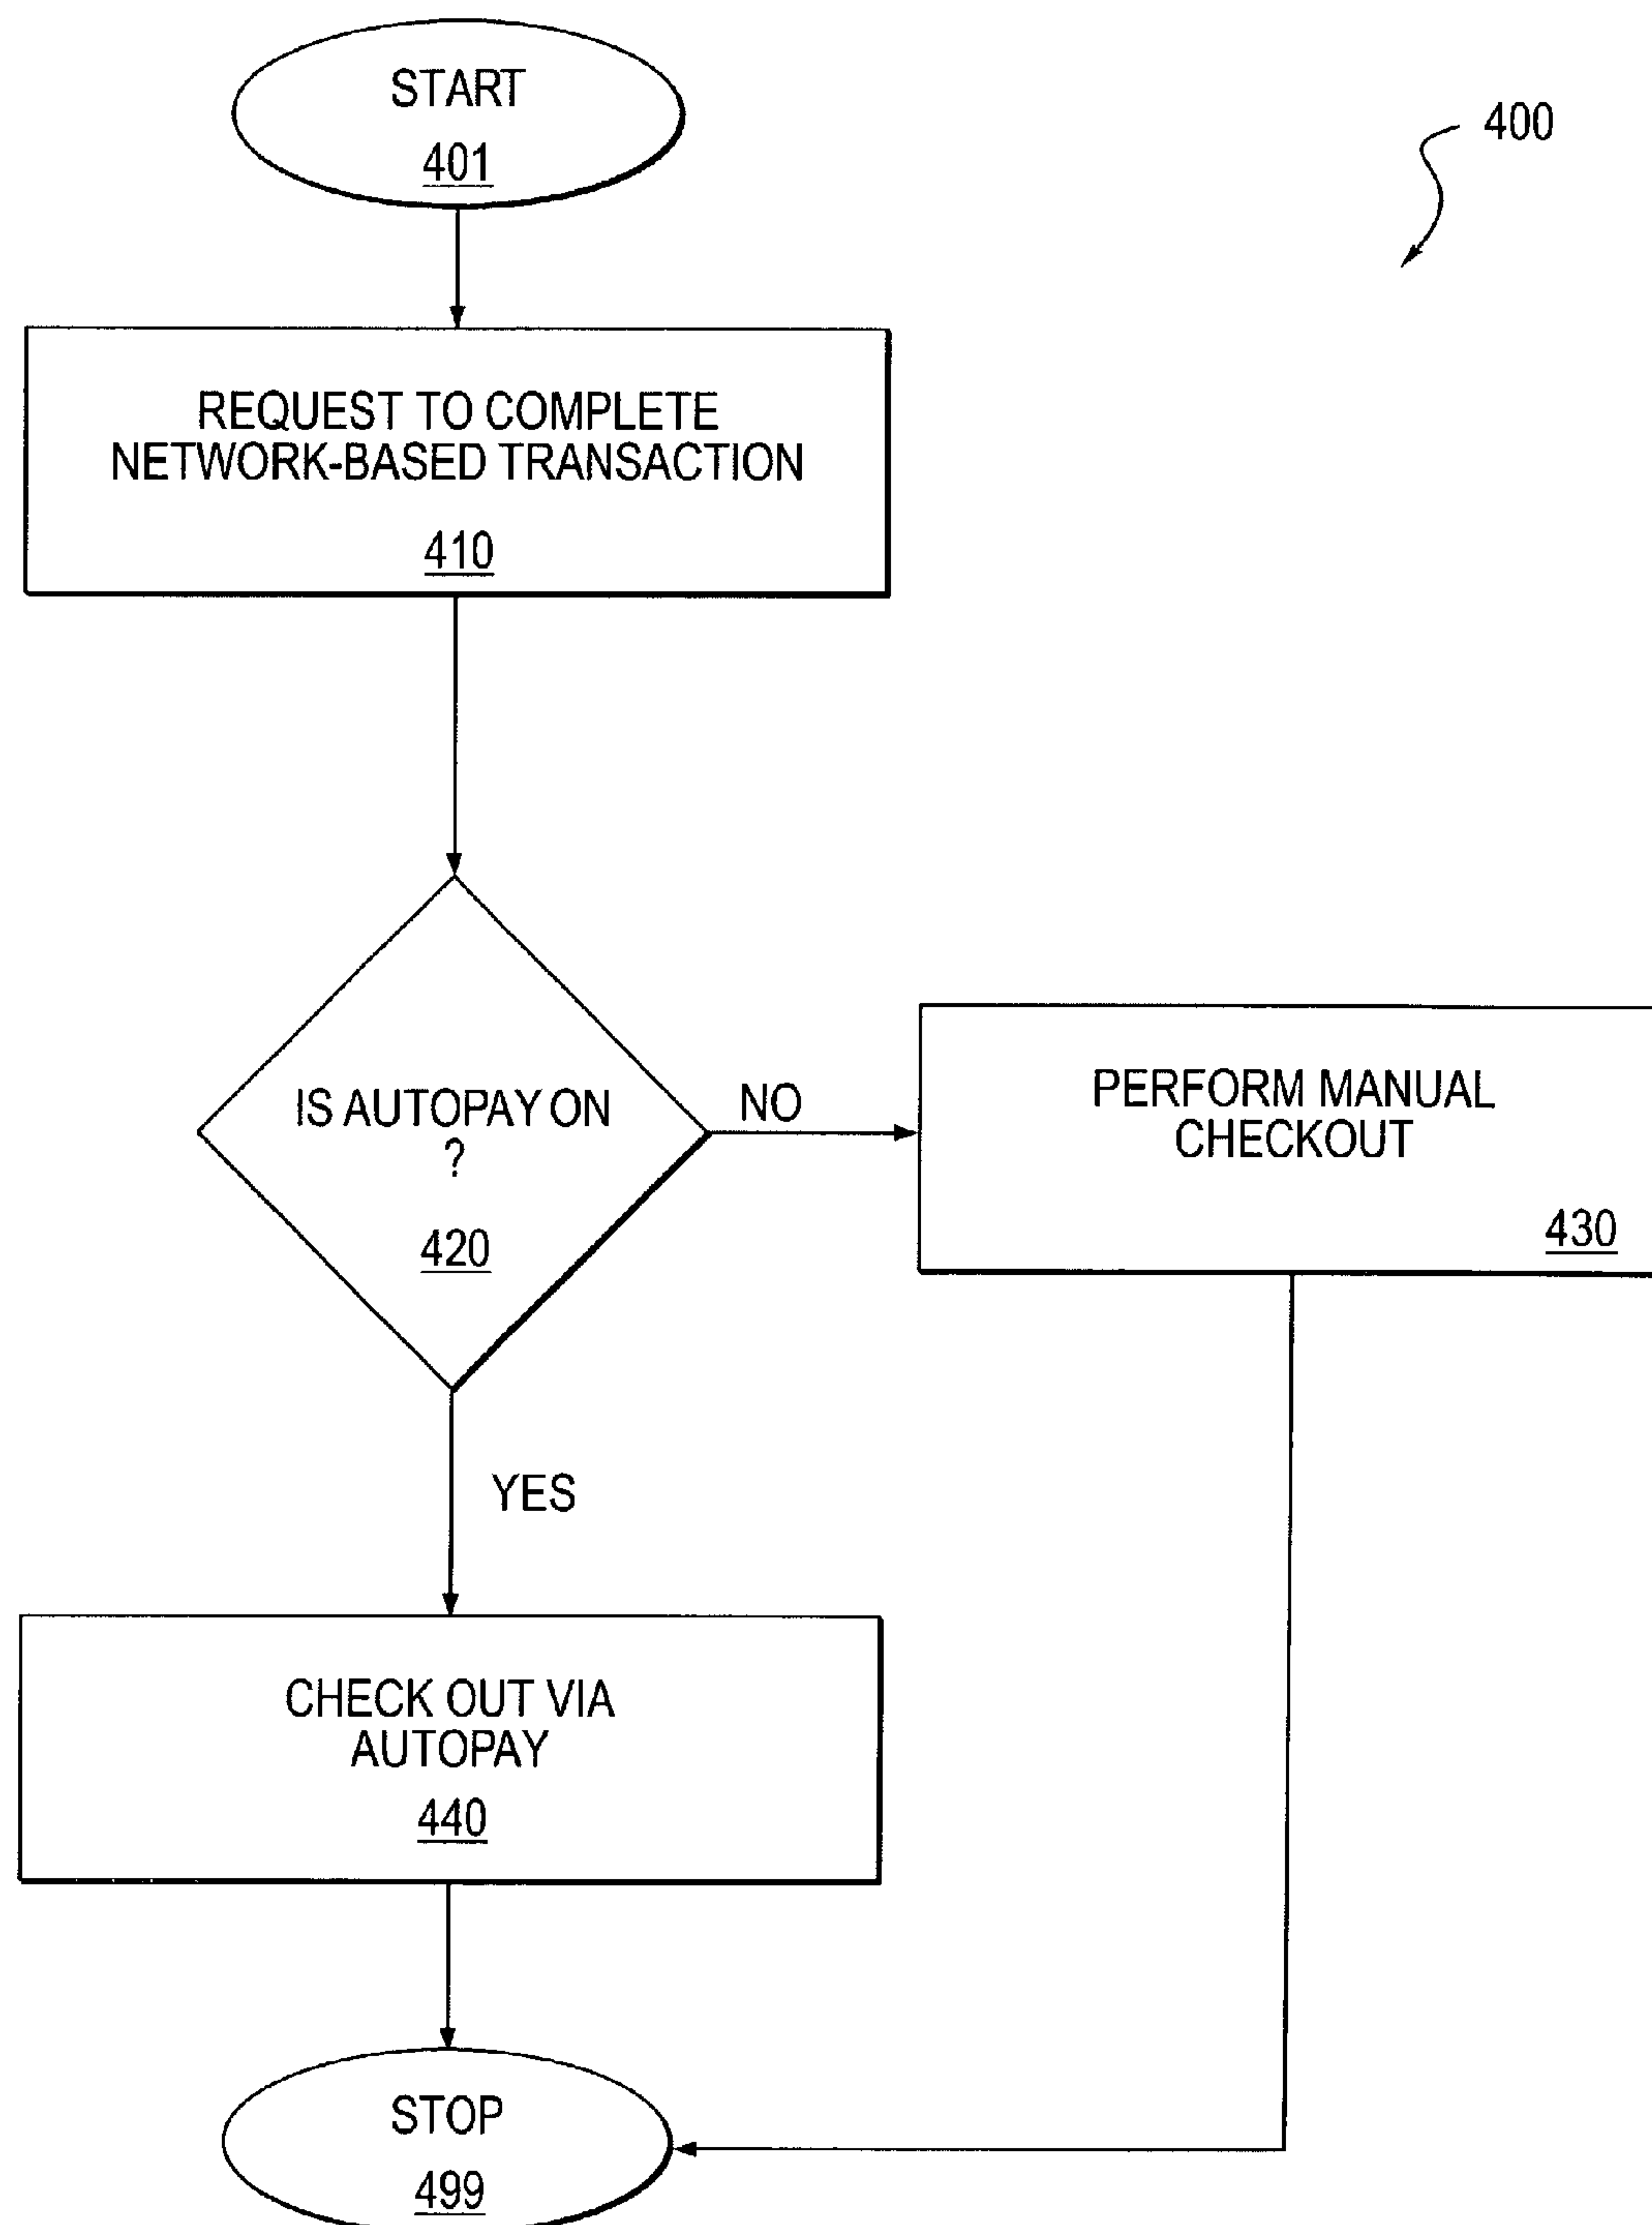 START
401
400
REQUEST TO COMPLETE
NETWORK-BASED TRANSACTION
410
IS AUTOPAY ON
?
420
NO
PERFORM MANUAL
CHECKOUT
430
YES
CHECK OUT VIA
AUTOPAY
440
STOP
499